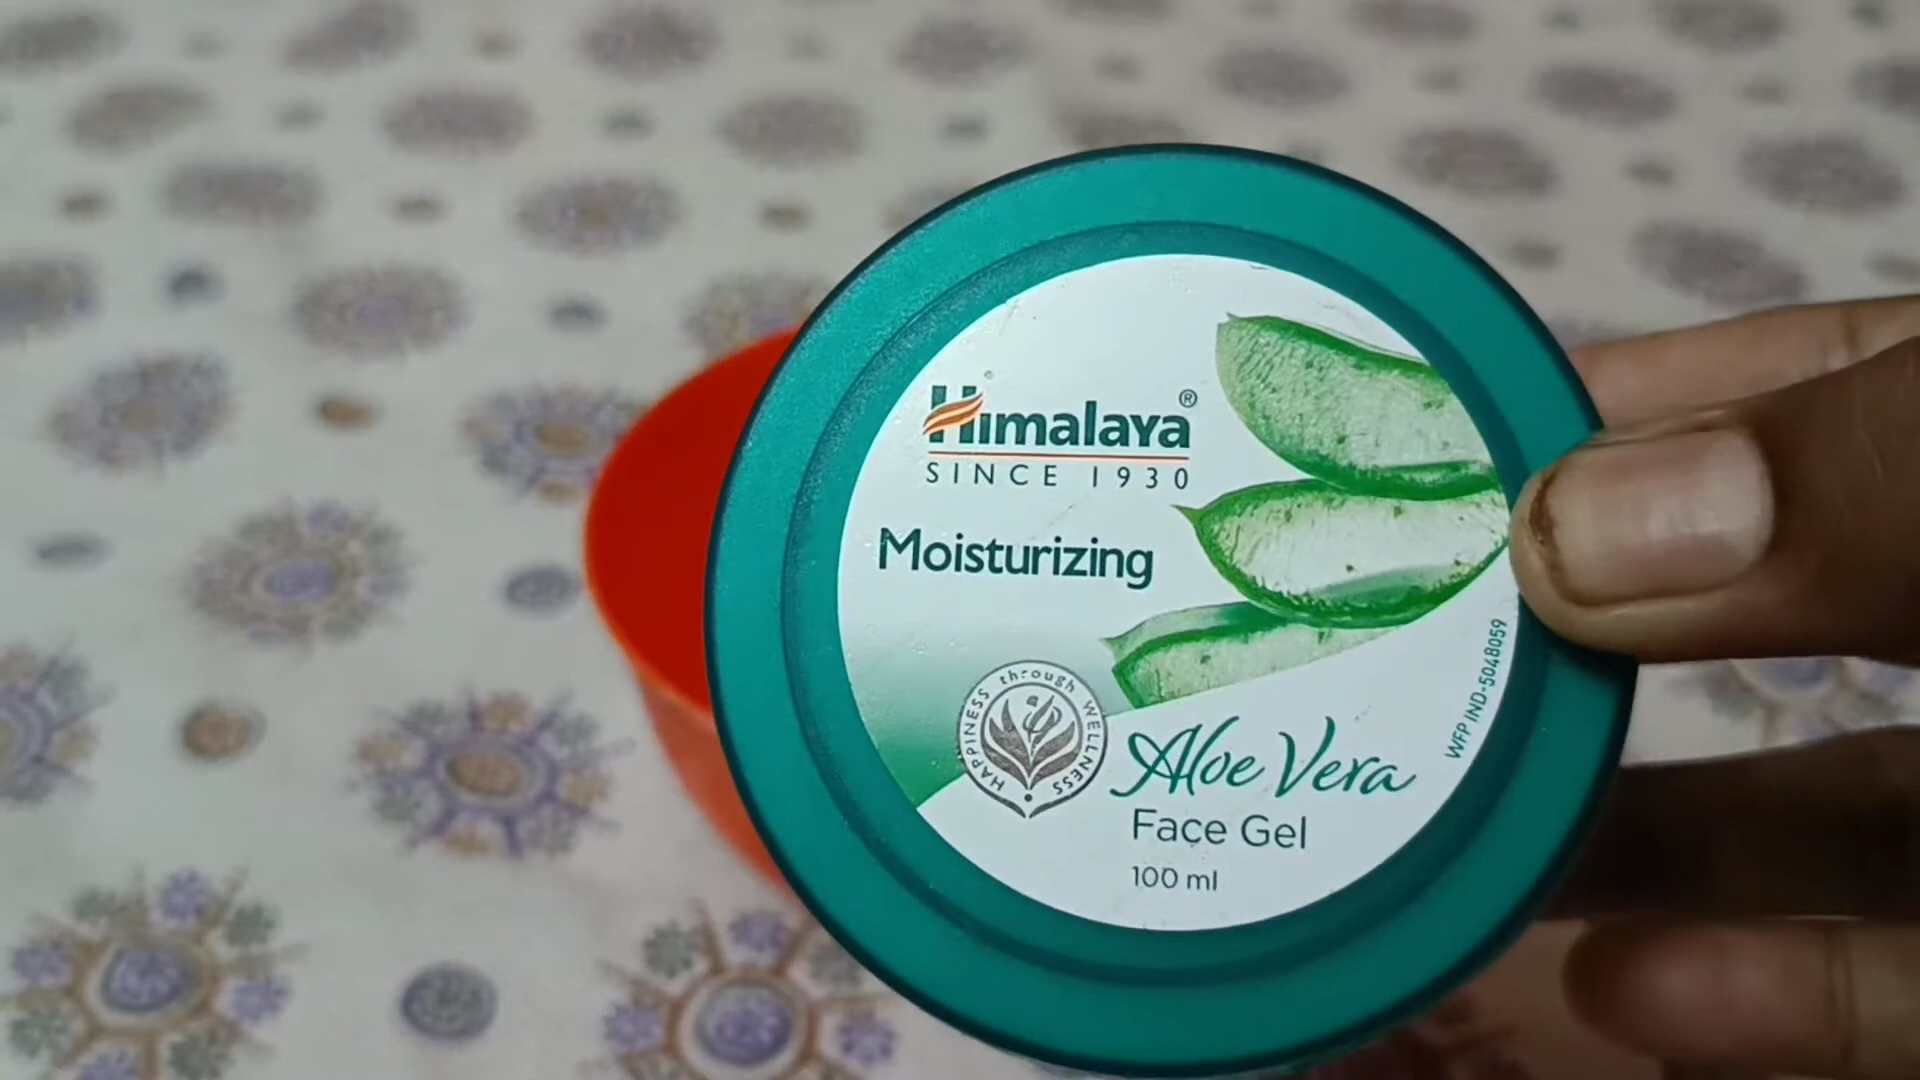 Himalaya®
SINCE 1930
Moisturizing
HAPPINESS through WELLNESS
Aloe Vera
Face Gel
100 ml
WFP IND-5048059